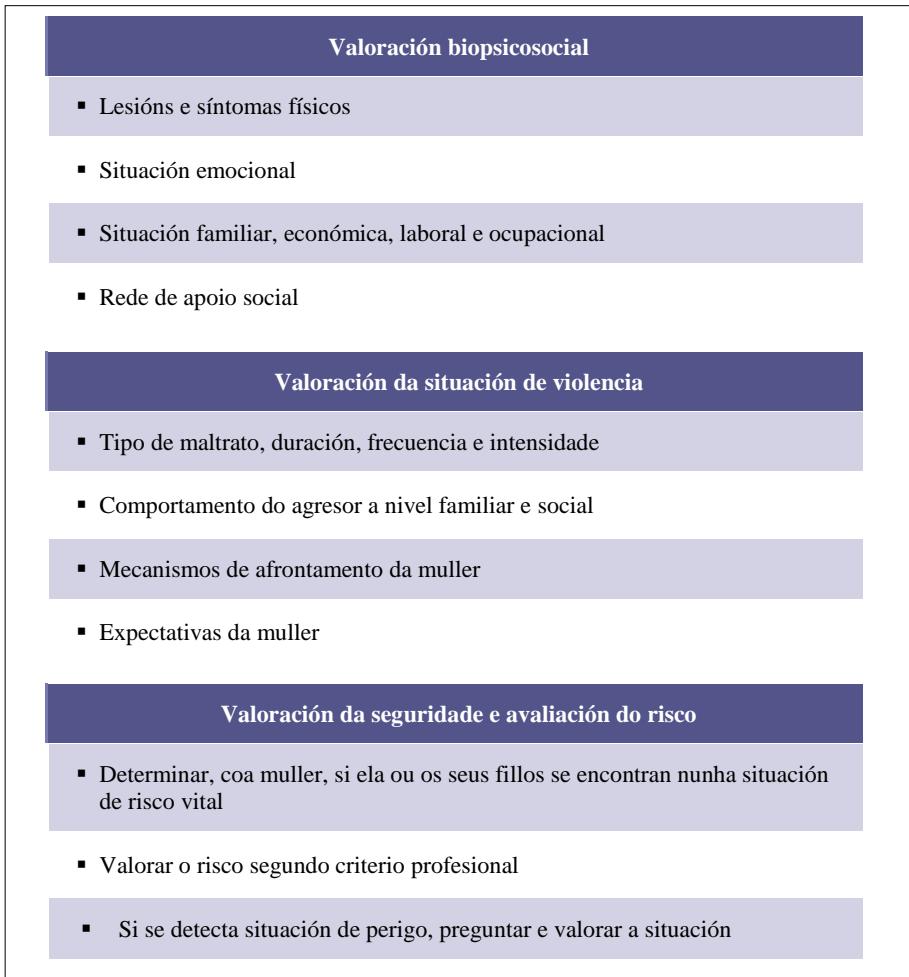 Valoración biopsicosocial
▪ Lesións e síntomas físicos
▪ Situación emocional
▪ Situación familiar, económica, laboral e ocupacional
▪ Rede de apoio social
Valoración da situación de violencia
▪ Tipo de maltrato, duración, frecuencia e intensidade
▪ Comportamento do agresor a nivel familiar e social
▪ Mecanismos de afrontamento da muller
▪ Expectativas da muller
Valoración da seguridade e avaliación do risco
▪ Determinar, coa muller, si ela ou os seus fillos se encontran nunha situación
de risco vital
▪ Valorar o risco segundo criterio profesional
▪ Si se detecta situación de perigo, preguntar e valorar a situación